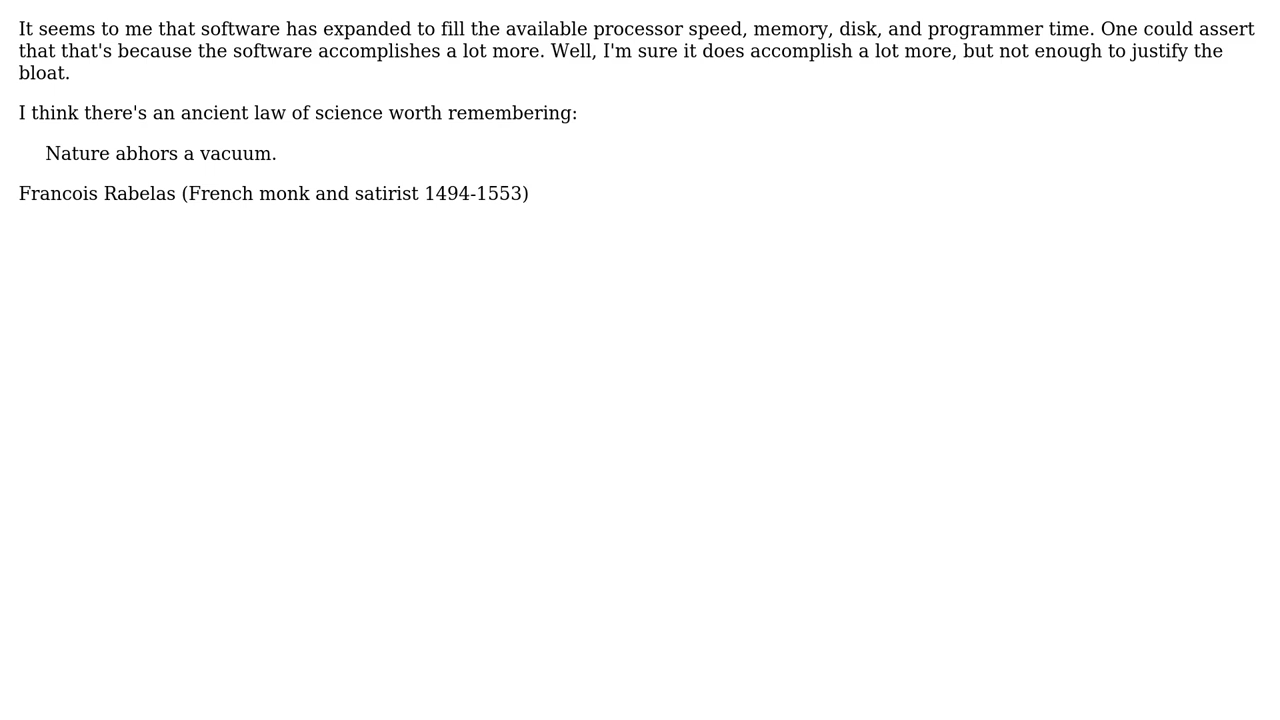 It seems to me that software has expanded to fill the available processor speed, memory, disk, and programmer time. One could assert
that that's because the software accomplishes a lot more. Well, I'm sure it does accomplish a lot more, but not enough to justify the
bloat.
I think there's an ancient law of science worth remembering:
Nature abhors a vacuum.
Francois Rabelas (French monk and satirist 1494-1553)